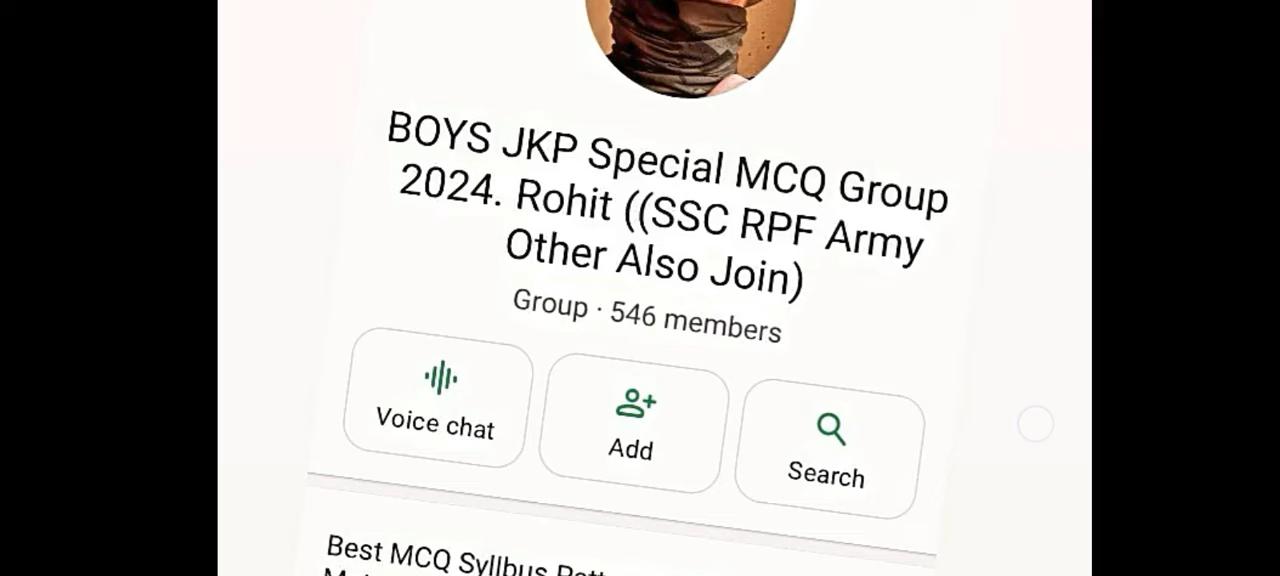 BOYS JKP Special MCQ Group
2024. Rohit ((SSC RPF Army
Other Also Join)
Group · 546 members
Voice chat
Add
Search
Best MCQ Syllbus